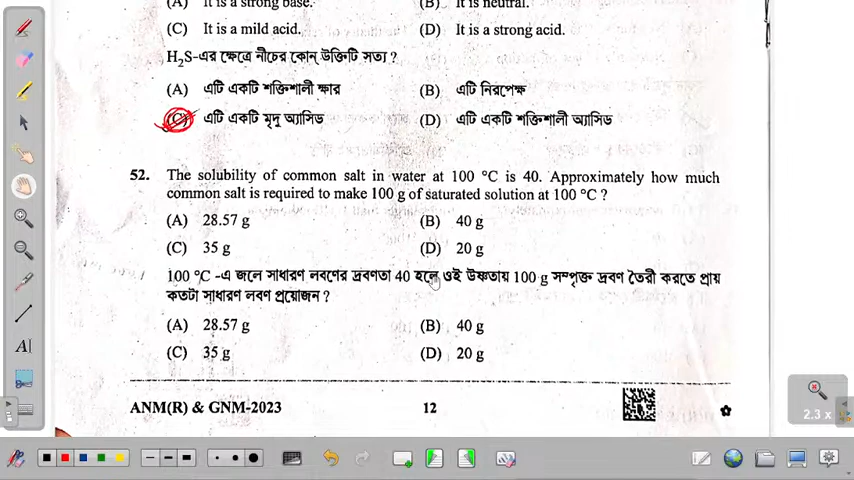 (A) It is a strong base. (B) It is neutral.
(C) It is a mild acid. (D) It is a strong acid.
H₂S-এর ক্ষেত্রে নীচের কোন্ উক্তিটি সত্য ?
(A) এটি একটি শক্তিশালী ক্ষার (B) এটি নিরপেক্ষ
(C) এটি একটি মৃদু অ্যাসিড (D) এটি একটি শক্তিশালী অ্যাসিড
52. The solubility of common salt in water at 100 °C is 40. Approximately how much
common salt is required to make 100 g of saturated solution at 100 °C ?
(A) 28.57 g (B) 40 g
(C) 35 g (D) 20 g
100 °C -এ জলে সাধারণ লবণের দ্রবণতা 40 হলে ওই উষ্ণতায় 100 g সম্পৃক্ত দ্রবণ তৈরী করতে প্রায়
কতটা সাধারণ লবণ প্রয়োজন ?
(A) 28.57 g (B) 40 g
(C) 35 g (D) 20 g
ANM(R) & GNM-2023 12
2.3 x
A